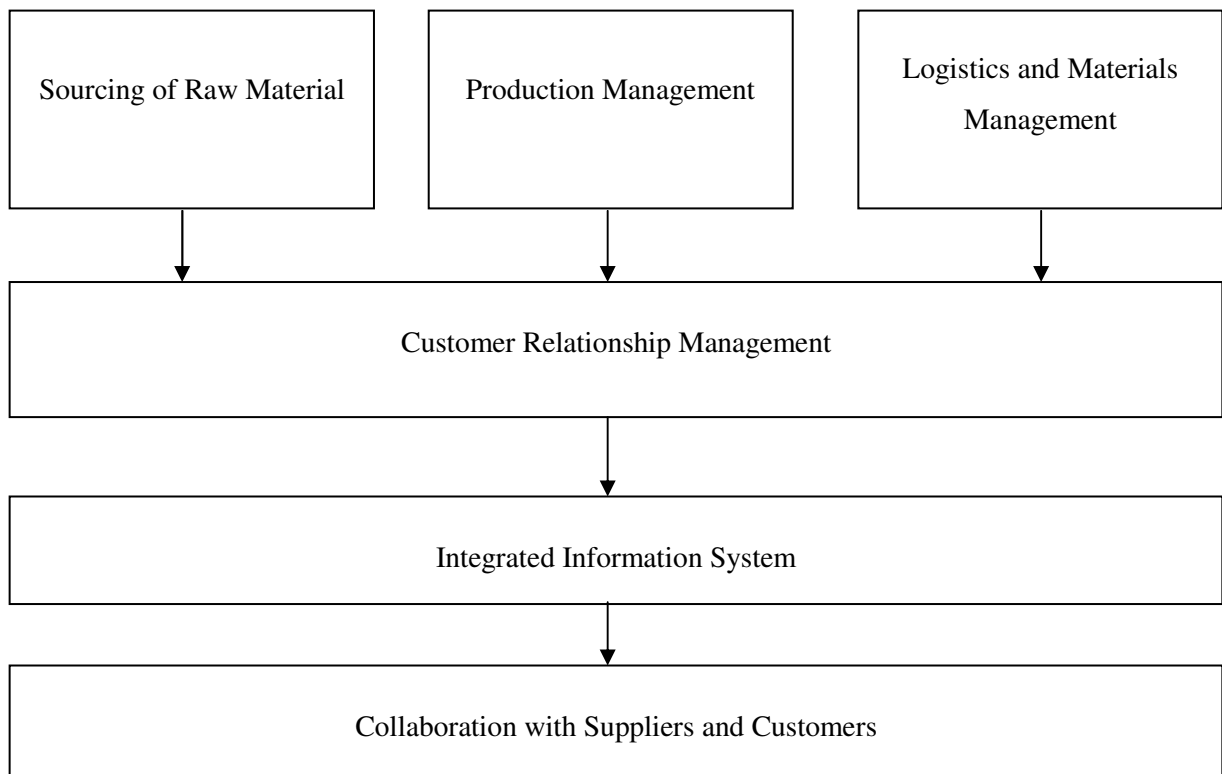 Sourcing of Raw Material
Production Management
Logistics and Materials
Management
Customer Relationship Management
Integrated Information System
Collaboration with Suppliers and Customers